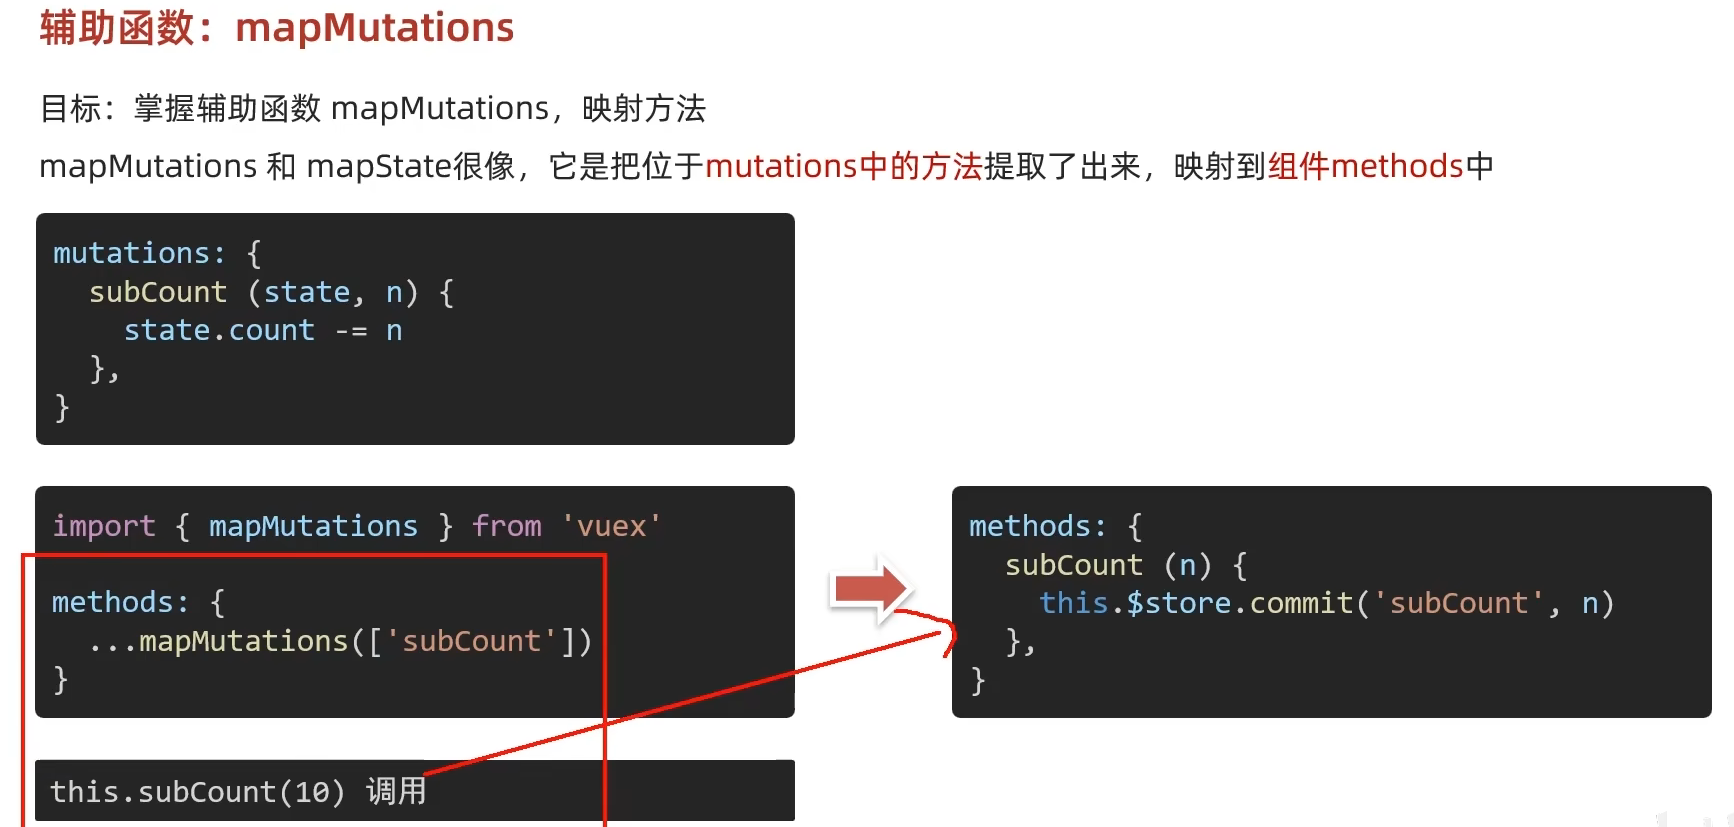 辅助函数：mapMutations
目标：掌握辅助函数 mapMutations，映射方法
mapMutations 和 mapState很像，它是把位于mutations中的方法提取了出来，映射到组件methods中
mutations: {
  subCount (state, n) {
    state.count -= n
  },
}
import { mapMutations } from 'vuex'
methods: {
  ...mapMutations(['subCount'])
}
methods: {
  subCount (n) {
    this.$store.commit('subCount', n)
  },
}
this.subCount(10) 调用